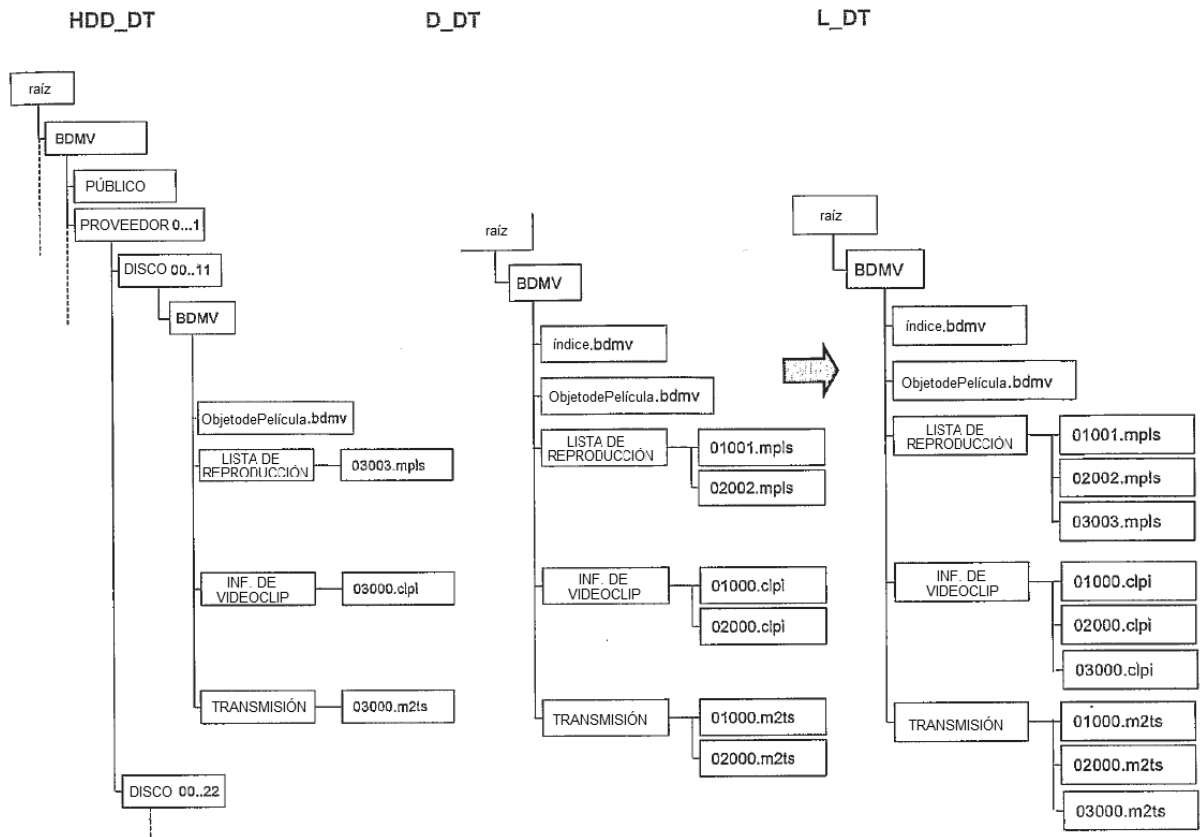 HDD_DT
D_DT
L_DT
raíz
BDMV
PÚBLICO
PROVEEDOR 0...1
DISCO 00..11
BDMV
ObjetodePelícula.bdmv
LISTA DE
REPRODUCCIÓN
03003.mpls
INF. DE
VIDEOCLIP
03000.clpi
TRANSMISIÓN
03000.m2ts
DISCO 00..22
raíz
BDMV
índice.bdmv
ObjetodePelícula.bdmv
LISTA DE
REPRODUCCIÓN
01001.mpls
02002.mpls
INF. DE
VIDEOCLIP
01000.clpi
02000.clpi
TRANSMISIÓN
01000.m2ts
02000.m2ts
raíz
BDMV
índice.bdmv
ObjetodePelícula.bdmv
LISTA DE
REPRODUCCIÓN
01001.mpls
02002.mpls
03003.mpls
INF. DE
VIDEOCLIP
01000.clpi
02000.clpi
03000.clpi
TRANSMISIÓN
01000.m2ts
02000.m2ts
03000.m2ts